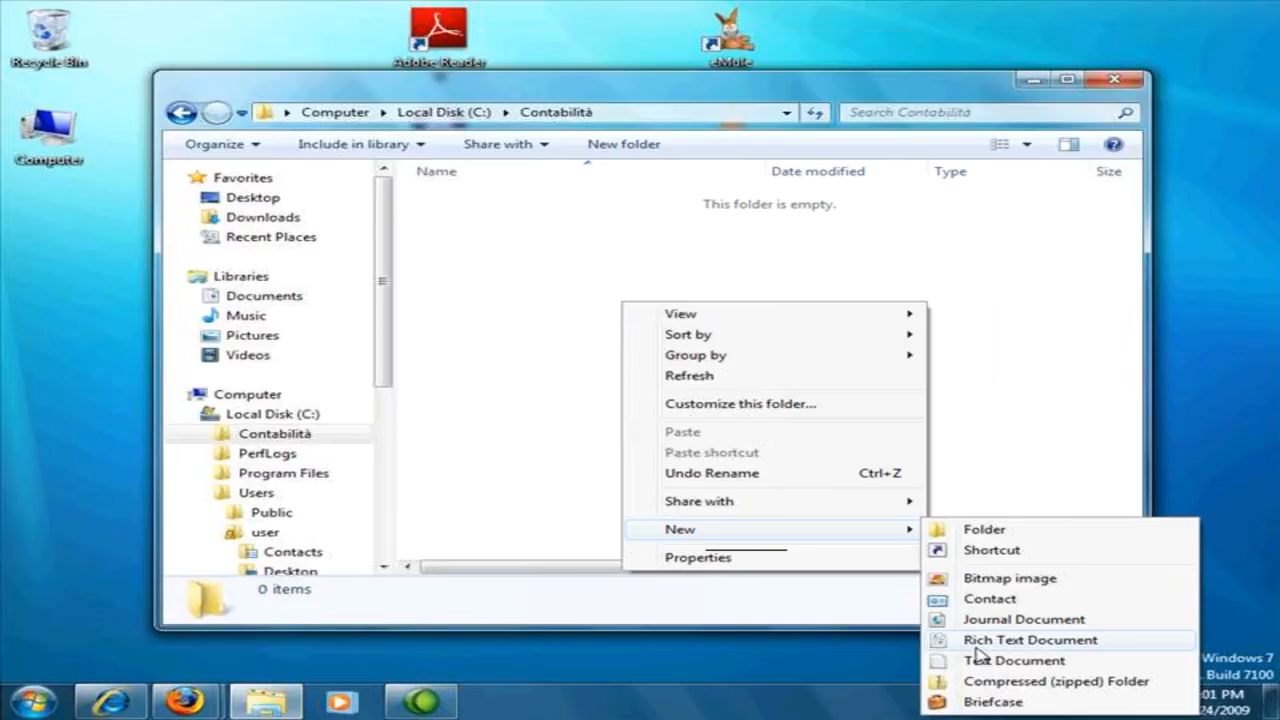 Recycle Bin
Adobe Reader
eMule
Computer
Computer
Local Disk (C:)
Contabilità
Search Contabilità
Organize
Include in library
Share with
New folder
Name
Date modified
Type
Size
This folder is empty.
Favorites
Desktop
Downloads
Recent Places
Libraries
Documents
Music
Pictures
Videos
Computer
Local Disk (C:)
Contabilità
PerfLogs
Program Files
Users
Public
user
Contacts
Desktop
0 items
View
Sort by
Group by
Refresh
Customize this folder...
Paste
Paste shortcut
Undo Rename Ctrl+Z
Share with
New
Properties
Folder
Shortcut
Bitmap image
Contact
Journal Document
Rich Text Document
Text Document
Compressed (zipped) Folder
Briefcase
Windows 7
Build 7100
:01 PM
24/2009